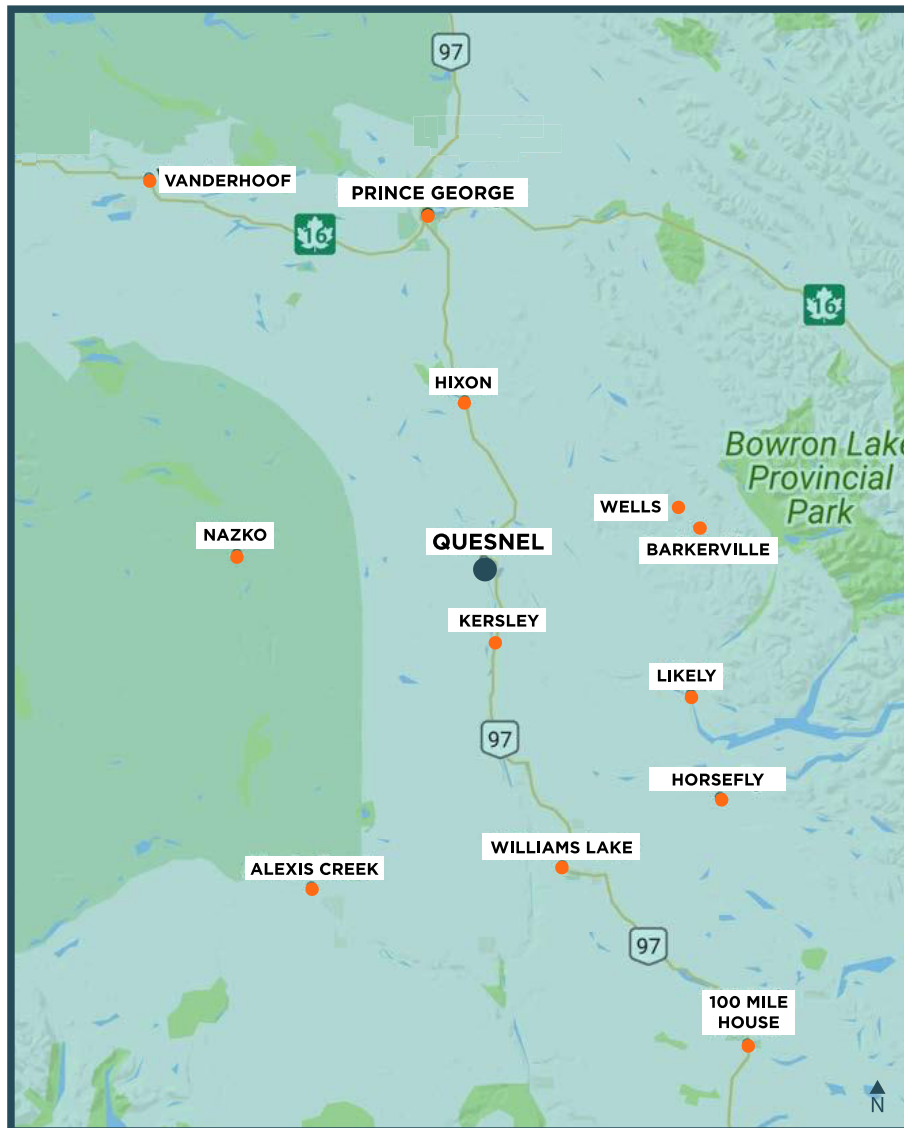 97
VANDERHOOF
PRINCE GEORGE
16
16
HIXON
Bowron Lake
Provincial
Park
WELLS
NAZKO
QUESNEL
BARKERVILLE
KERSLEY
LIKELY
97
HORSEFLY
WILLIAMS LAKE
ALEXIS CREEK
97
100 MILE
HOUSE
N